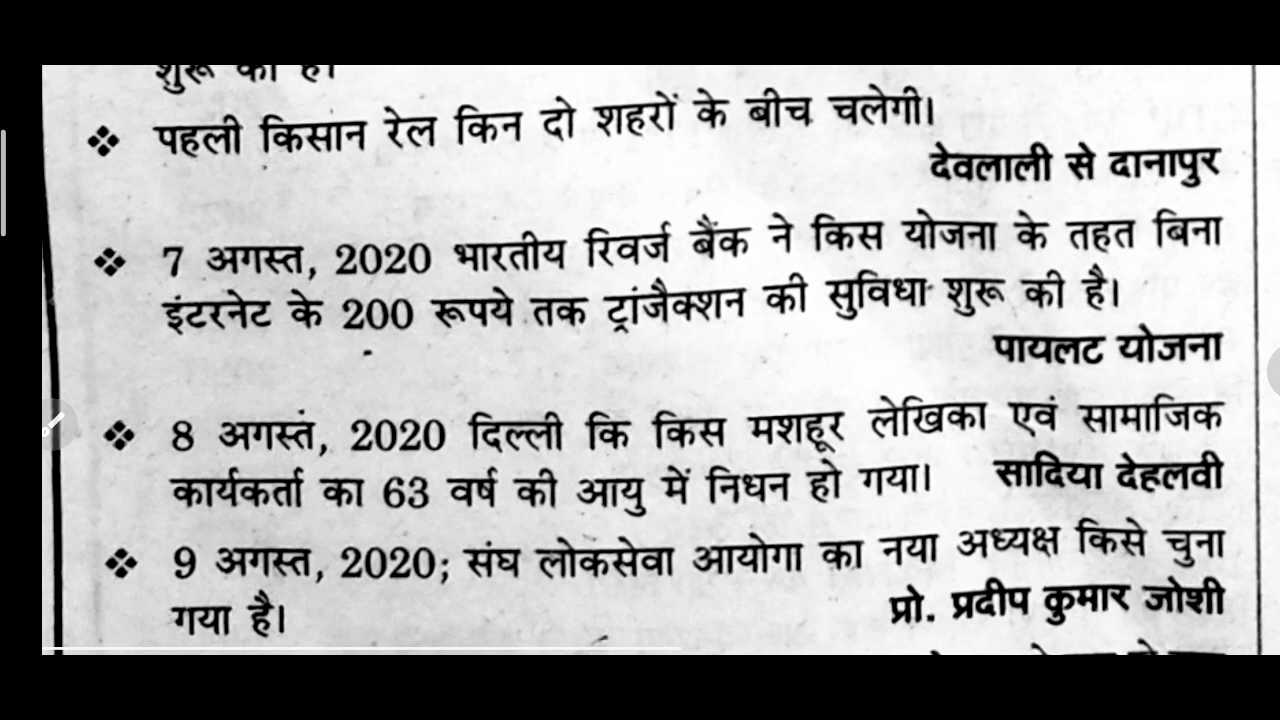 शुरू की है।
❖ पहली किसान रेल किन दो शहरों के बीच चलेगी।
देवलाली से दानापुर
❖ 7 अगस्त, 2020 भारतीय रिवर्ज बैंक ने किस योजना के तहत बिना
इंटरनेट के 200 रूपये तक ट्रांजैक्शन की सुविधा शुरू की है।
पायलट योजना
❖ 8 अगस्तं, 2020 दिल्ली कि किस मशहूर लेखिका एवं सामाजिक
कार्यकर्ता का 63 वर्ष की आयु में निधन हो गया। सादिया देहलवी
❖ 9 अगस्त, 2020; संघ लोकसेवा आयोगा का नया अध्यक्ष किसे चुना
गया है।
प्रो. प्रदीप कुमार जोशी